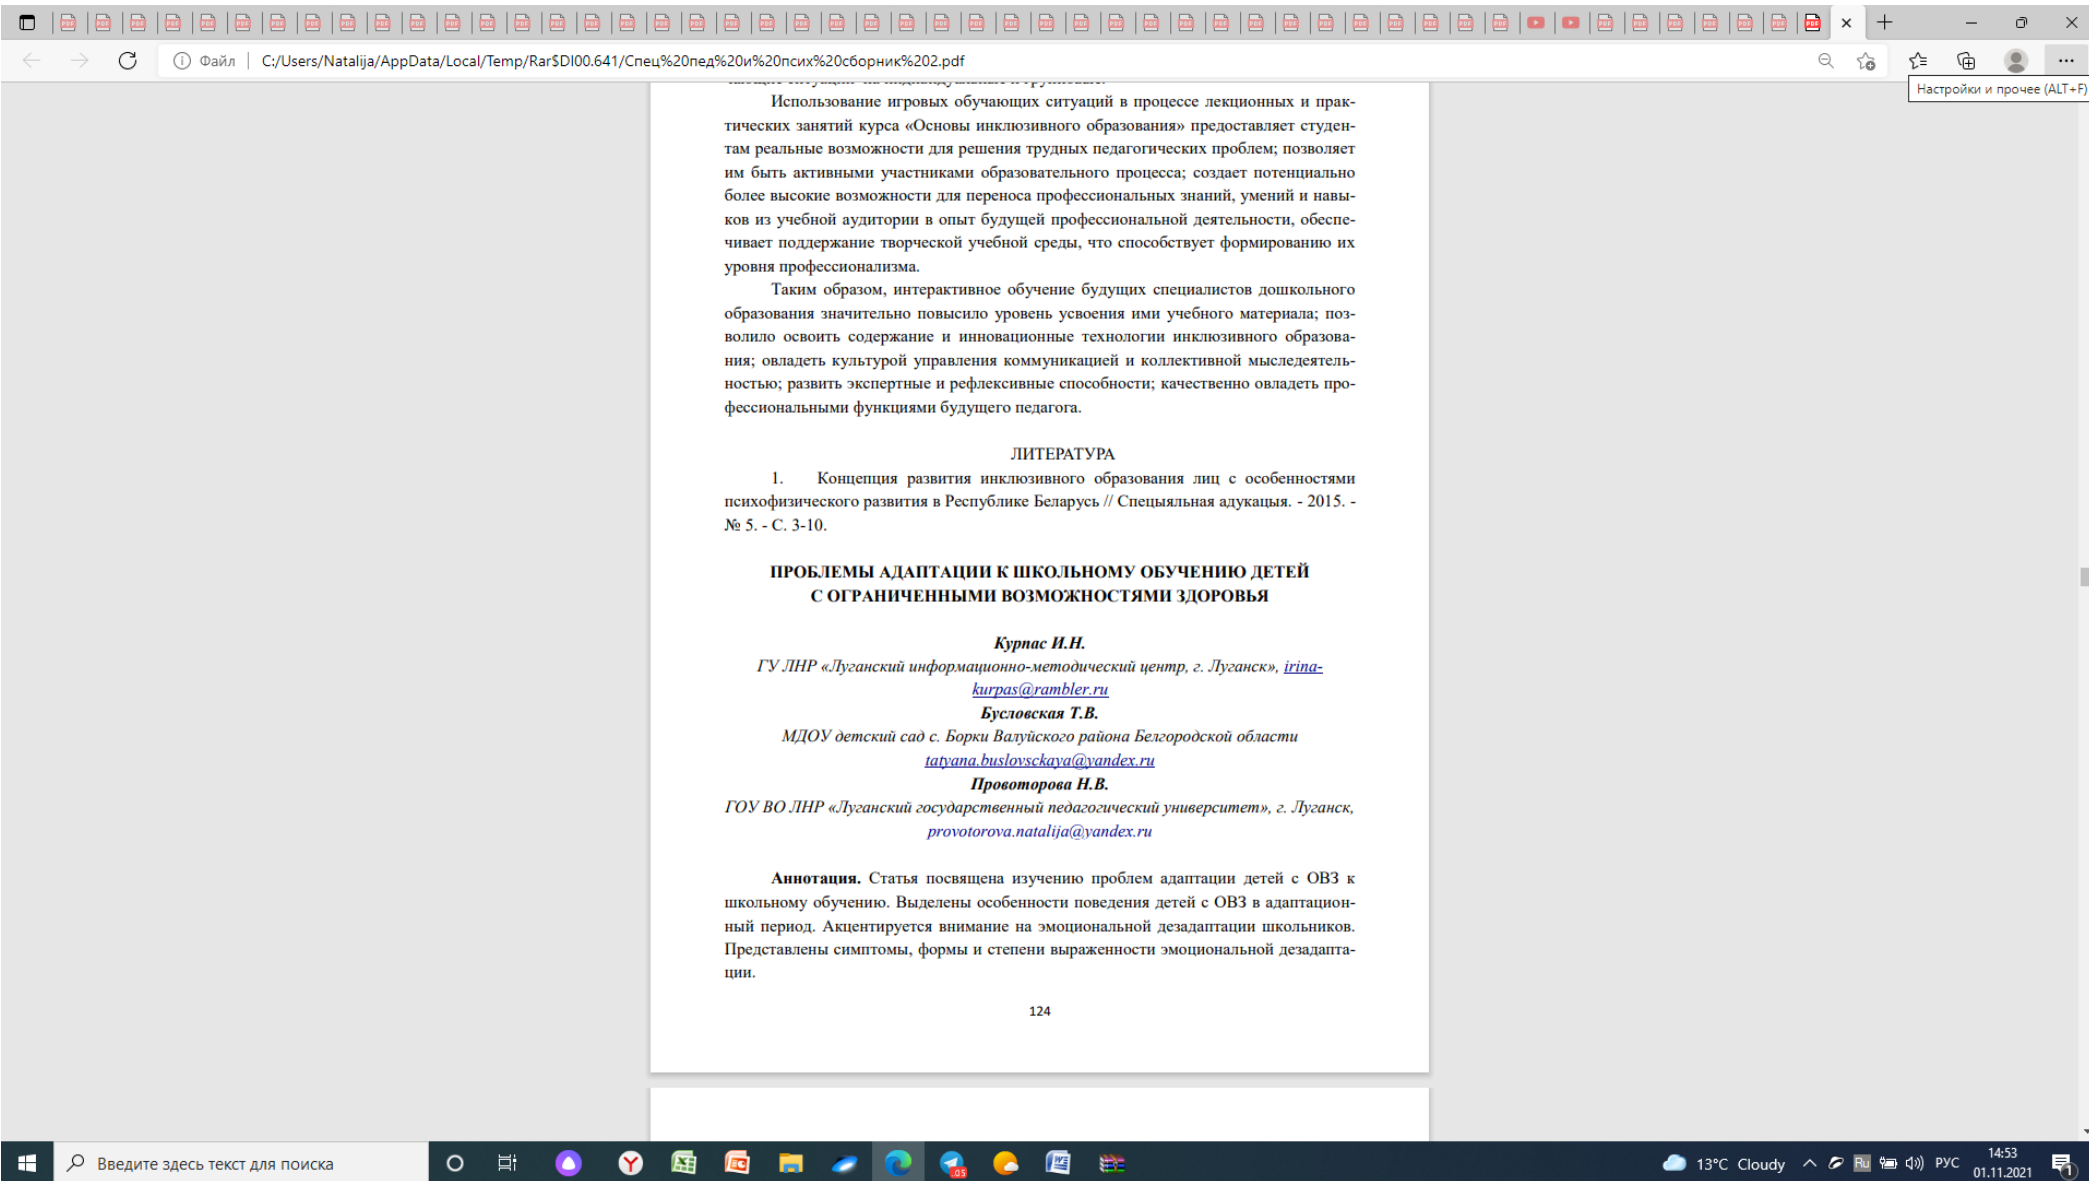 Файл
C:/Users/Natalija/AppData/Local/Temp/Rar$DI00.641/Спец%20пед%20и%20псих%20сборник%202.pdf
Настройки и прочее (ALT+F)
Использование игровых обучающих ситуаций в процессе лекционных и прак-
тических занятий курса «Основы инклюзивного образования» предоставляет студен-
там реальные возможности для решения трудных педагогических проблем; позволяет
им быть активными участниками образовательного процесса; создает потенциально
более высокие возможности для переноса профессиональных знаний, умений и навы-
ков из учебной аудитории в опыт будущей профессиональной деятельности, обеспе-
чивает поддержание творческой учебной среды, что способствует формированию их
уровня профессионализма.
Таким образом, интерактивное обучение будущих специалистов дошкольного
образования значительно повысило уровень усвоения ими учебного материала; поз-
волило освоить содержание и инновационные технологии инклюзивного образова-
ния; овладеть культурой управления коммуникацией и коллективной мыследеятель-
ностью; развить экспертные и рефлексивные способности; качественно овладеть про-
фессиональными функциями будущего педагога.
ЛИТЕРАТУРА
1. Концепция развития инклюзивного образования лиц с особенностями
психофизического развития в Республике Беларусь // Спецыяльная адукацыя. - 2015. -
№ 5. - С. 3-10.
ПРОБЛЕМЫ АДАПТАЦИИ К ШКОЛЬНОМУ ОБУЧЕНИЮ ДЕТЕЙ
С ОГРАНИЧЕННЫМИ ВОЗМОЖНОСТЯМИ ЗДОРОВЬЯ
Курпас И.Н.
ГУ ЛНР «Луганский информационно-методический центр, г. Луганск», irina-
kurpas@rambler.ru
Бусловская Т.В.
МДОУ детский сад с. Борки Валуйского района Белгородской области
tatyana.buslovsckaya@yandex.ru
Провоторова Н.В.
ГОУ ВО ЛНР «Луганский государственный педагогический университет», г. Луганск,
provotorova.natalija@yandex.ru
Аннотация. Статья посвящена изучению проблем адаптации детей с ОВЗ к
школьному обучению. Выделены особенности поведения детей с ОВЗ в адаптацион-
ный период. Акцентируется внимание на эмоциональной дезадаптации школьников.
Представлены симптомы, формы и степени выраженности эмоциональной дезадапта-
ции.
124
Введите здесь текст для поиска
13°C Cloudy
Ru
РУС
14:53
01.11.2021